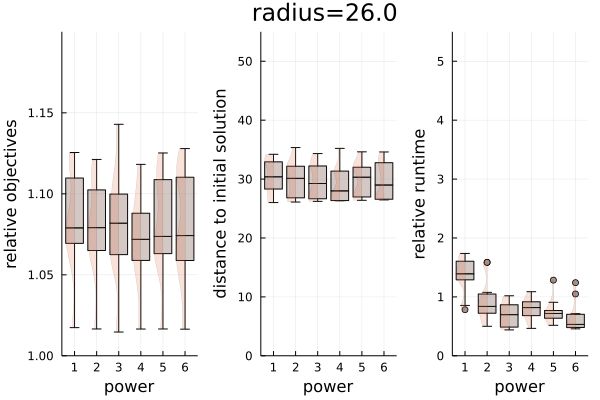 radius=26.0
relative objectives
1.15
1.10
1.05
1.00
1 2 3 4 5 6
power
distance to initial solution
50
40
30
20
10
0
1 2 3 4 5 6
power
relative runtime
5
4
3
2
1
0
1 2 3 4 5 6
power